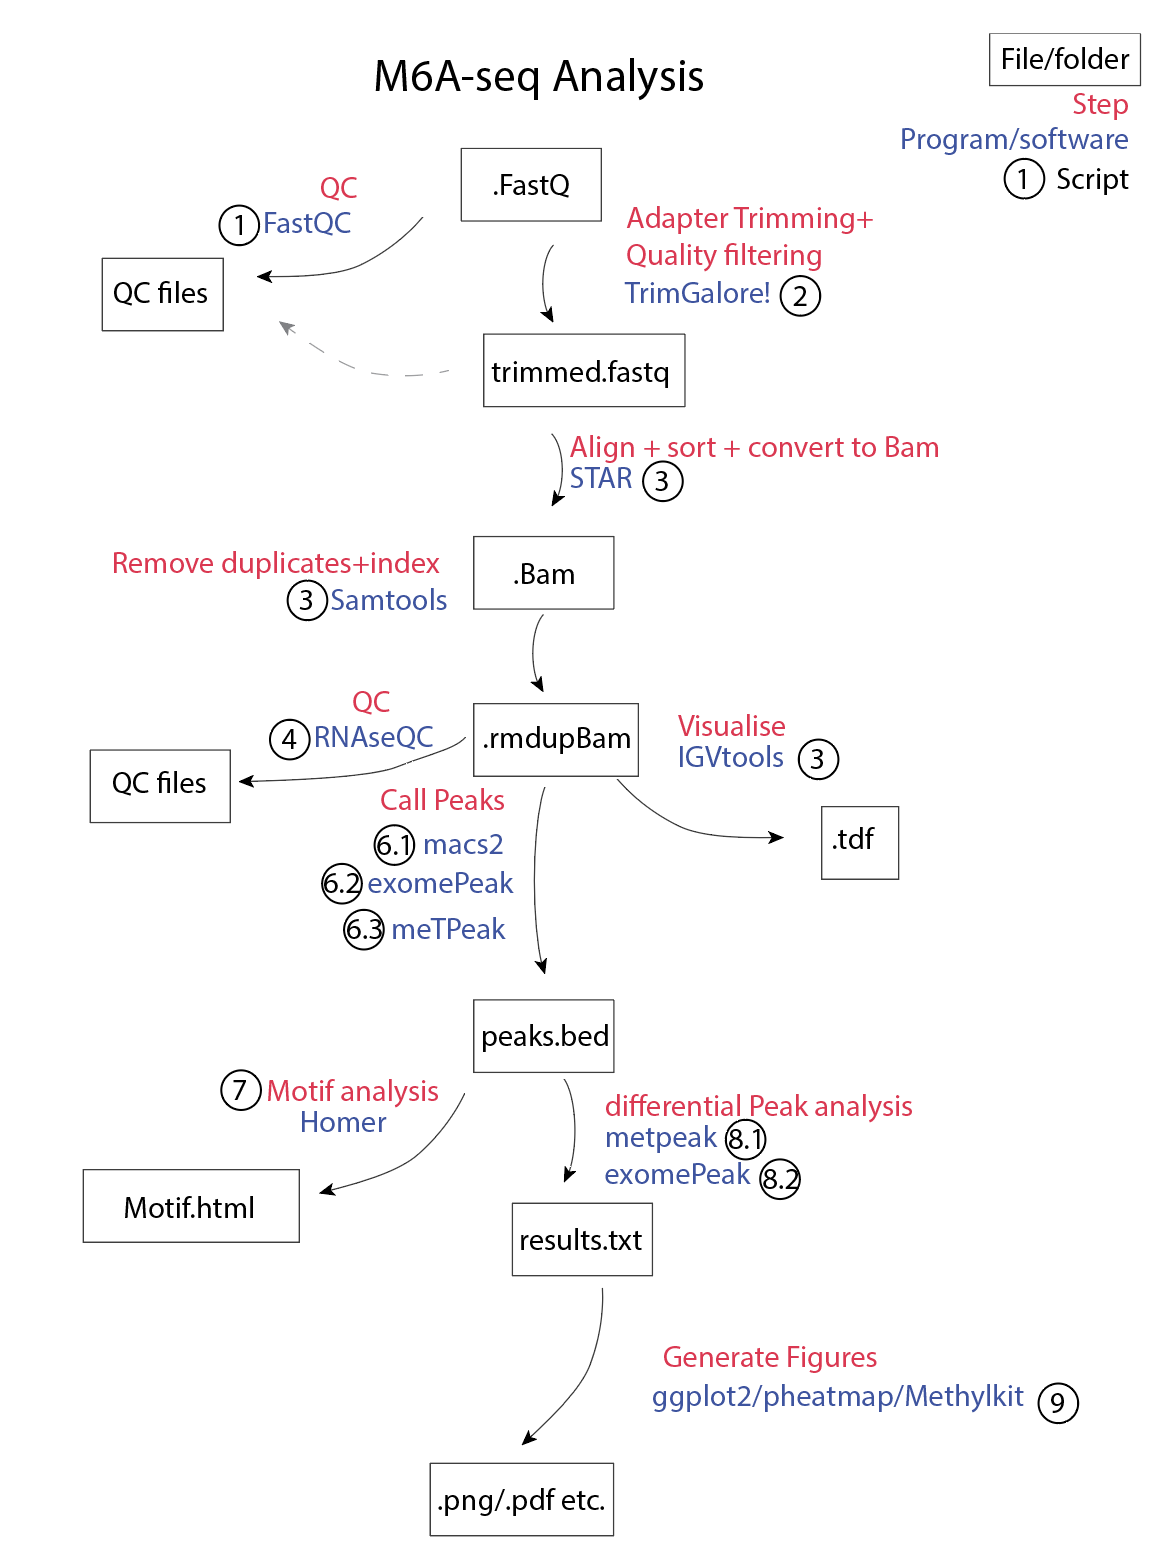 M6A-seq Analysis
File/folder
Step
Program/software
1 Script
.FastQ
QC
1 FastQC
QC files
Adapter Trimming+
Quality filtering
TrimGalore! 2
trimmed.fastq
Align + sort + convert to Bam
STAR 3
.Bam
Remove duplicates+index
3 Samtools
.rmdupBam
QC
4 RNAseQC
QC files
Visualise
IGVtools 3
.tdf
Call Peaks
6.1 macs2
6.2 exomePeak
6.3 meTPeak
peaks.bed
7 Motif analysis
Homer
Motif.html
differential Peak analysis
metpeak 8.1
exomePeak 8.2
results.txt
Generate Figures
ggplot2/pheatmap/Methylkit 9
.png/.pdf etc.